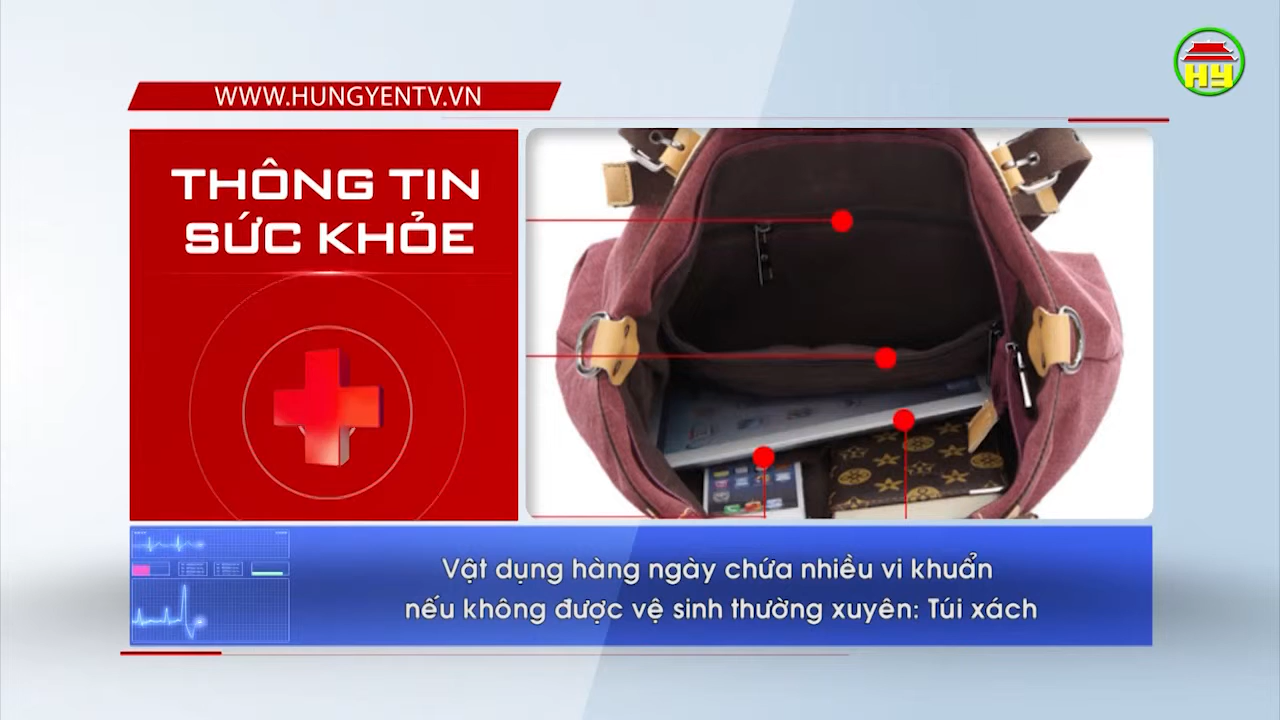 WWW.HUNGYENTV.VN
HY
THÔNG TIN
SỨC KHỎE
Vật dụng hàng ngày chứa nhiều vi khuẩn
nếu không được vệ sinh thường xuyên: Túi xách